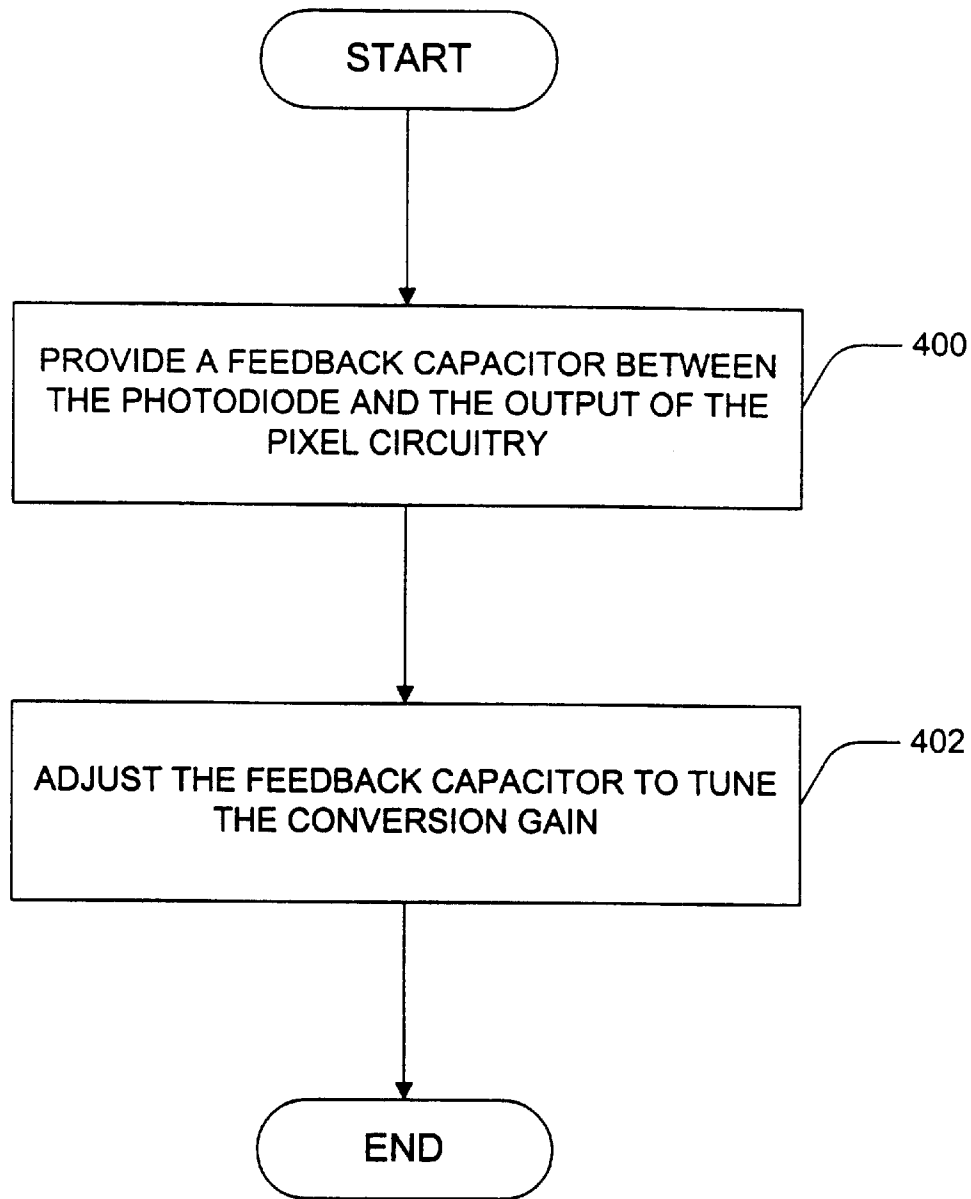 START
PROVIDE A FEEDBACK CAPACITOR BETWEEN
THE PHOTODIODE AND THE OUTPUT OF THE
PIXEL CIRCUITRY
400
ADJUST THE FEEDBACK CAPACITOR TO TUNE
THE CONVERSION GAIN
402
END